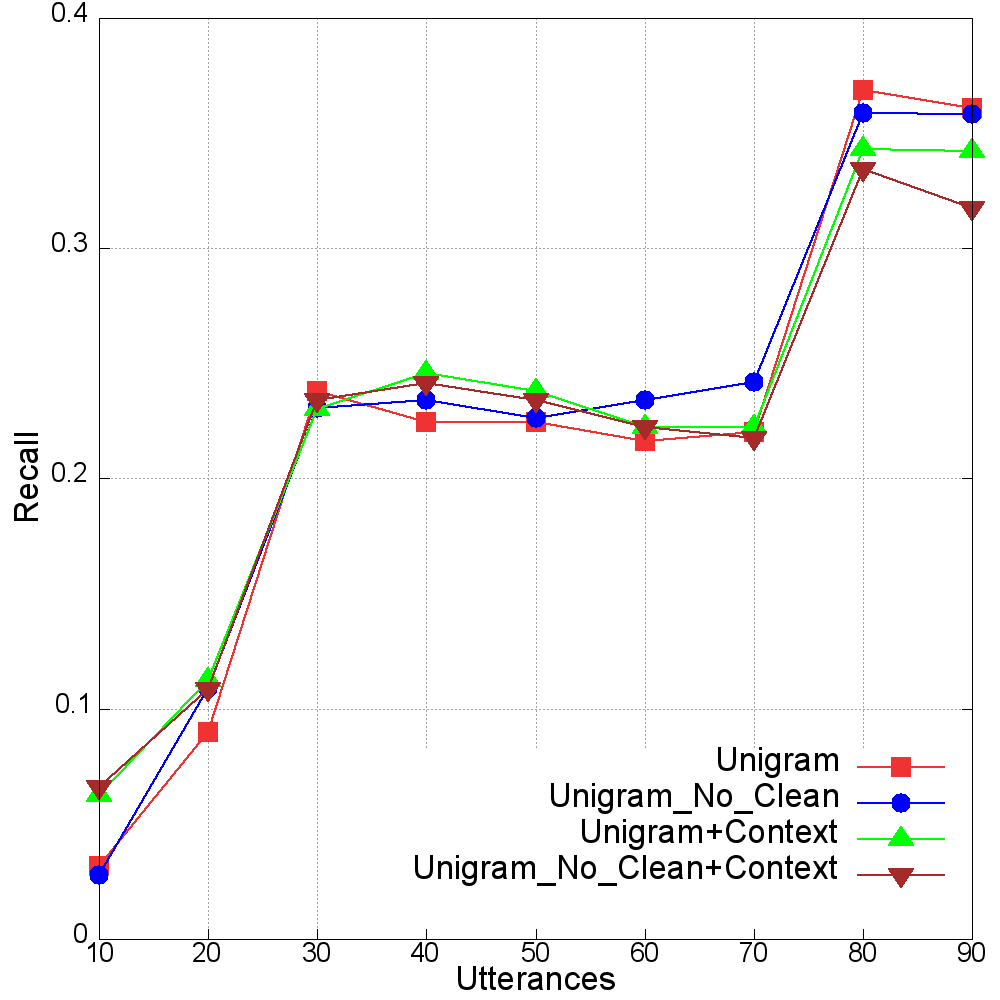 0.4
0.3
0.2
0.1
0
Recall
Unigram
Unigram_No_Clean
Unigram+Context
Unigram_No_Clean+Context
10 20 30 40 50 60 70 80 90
Utterances